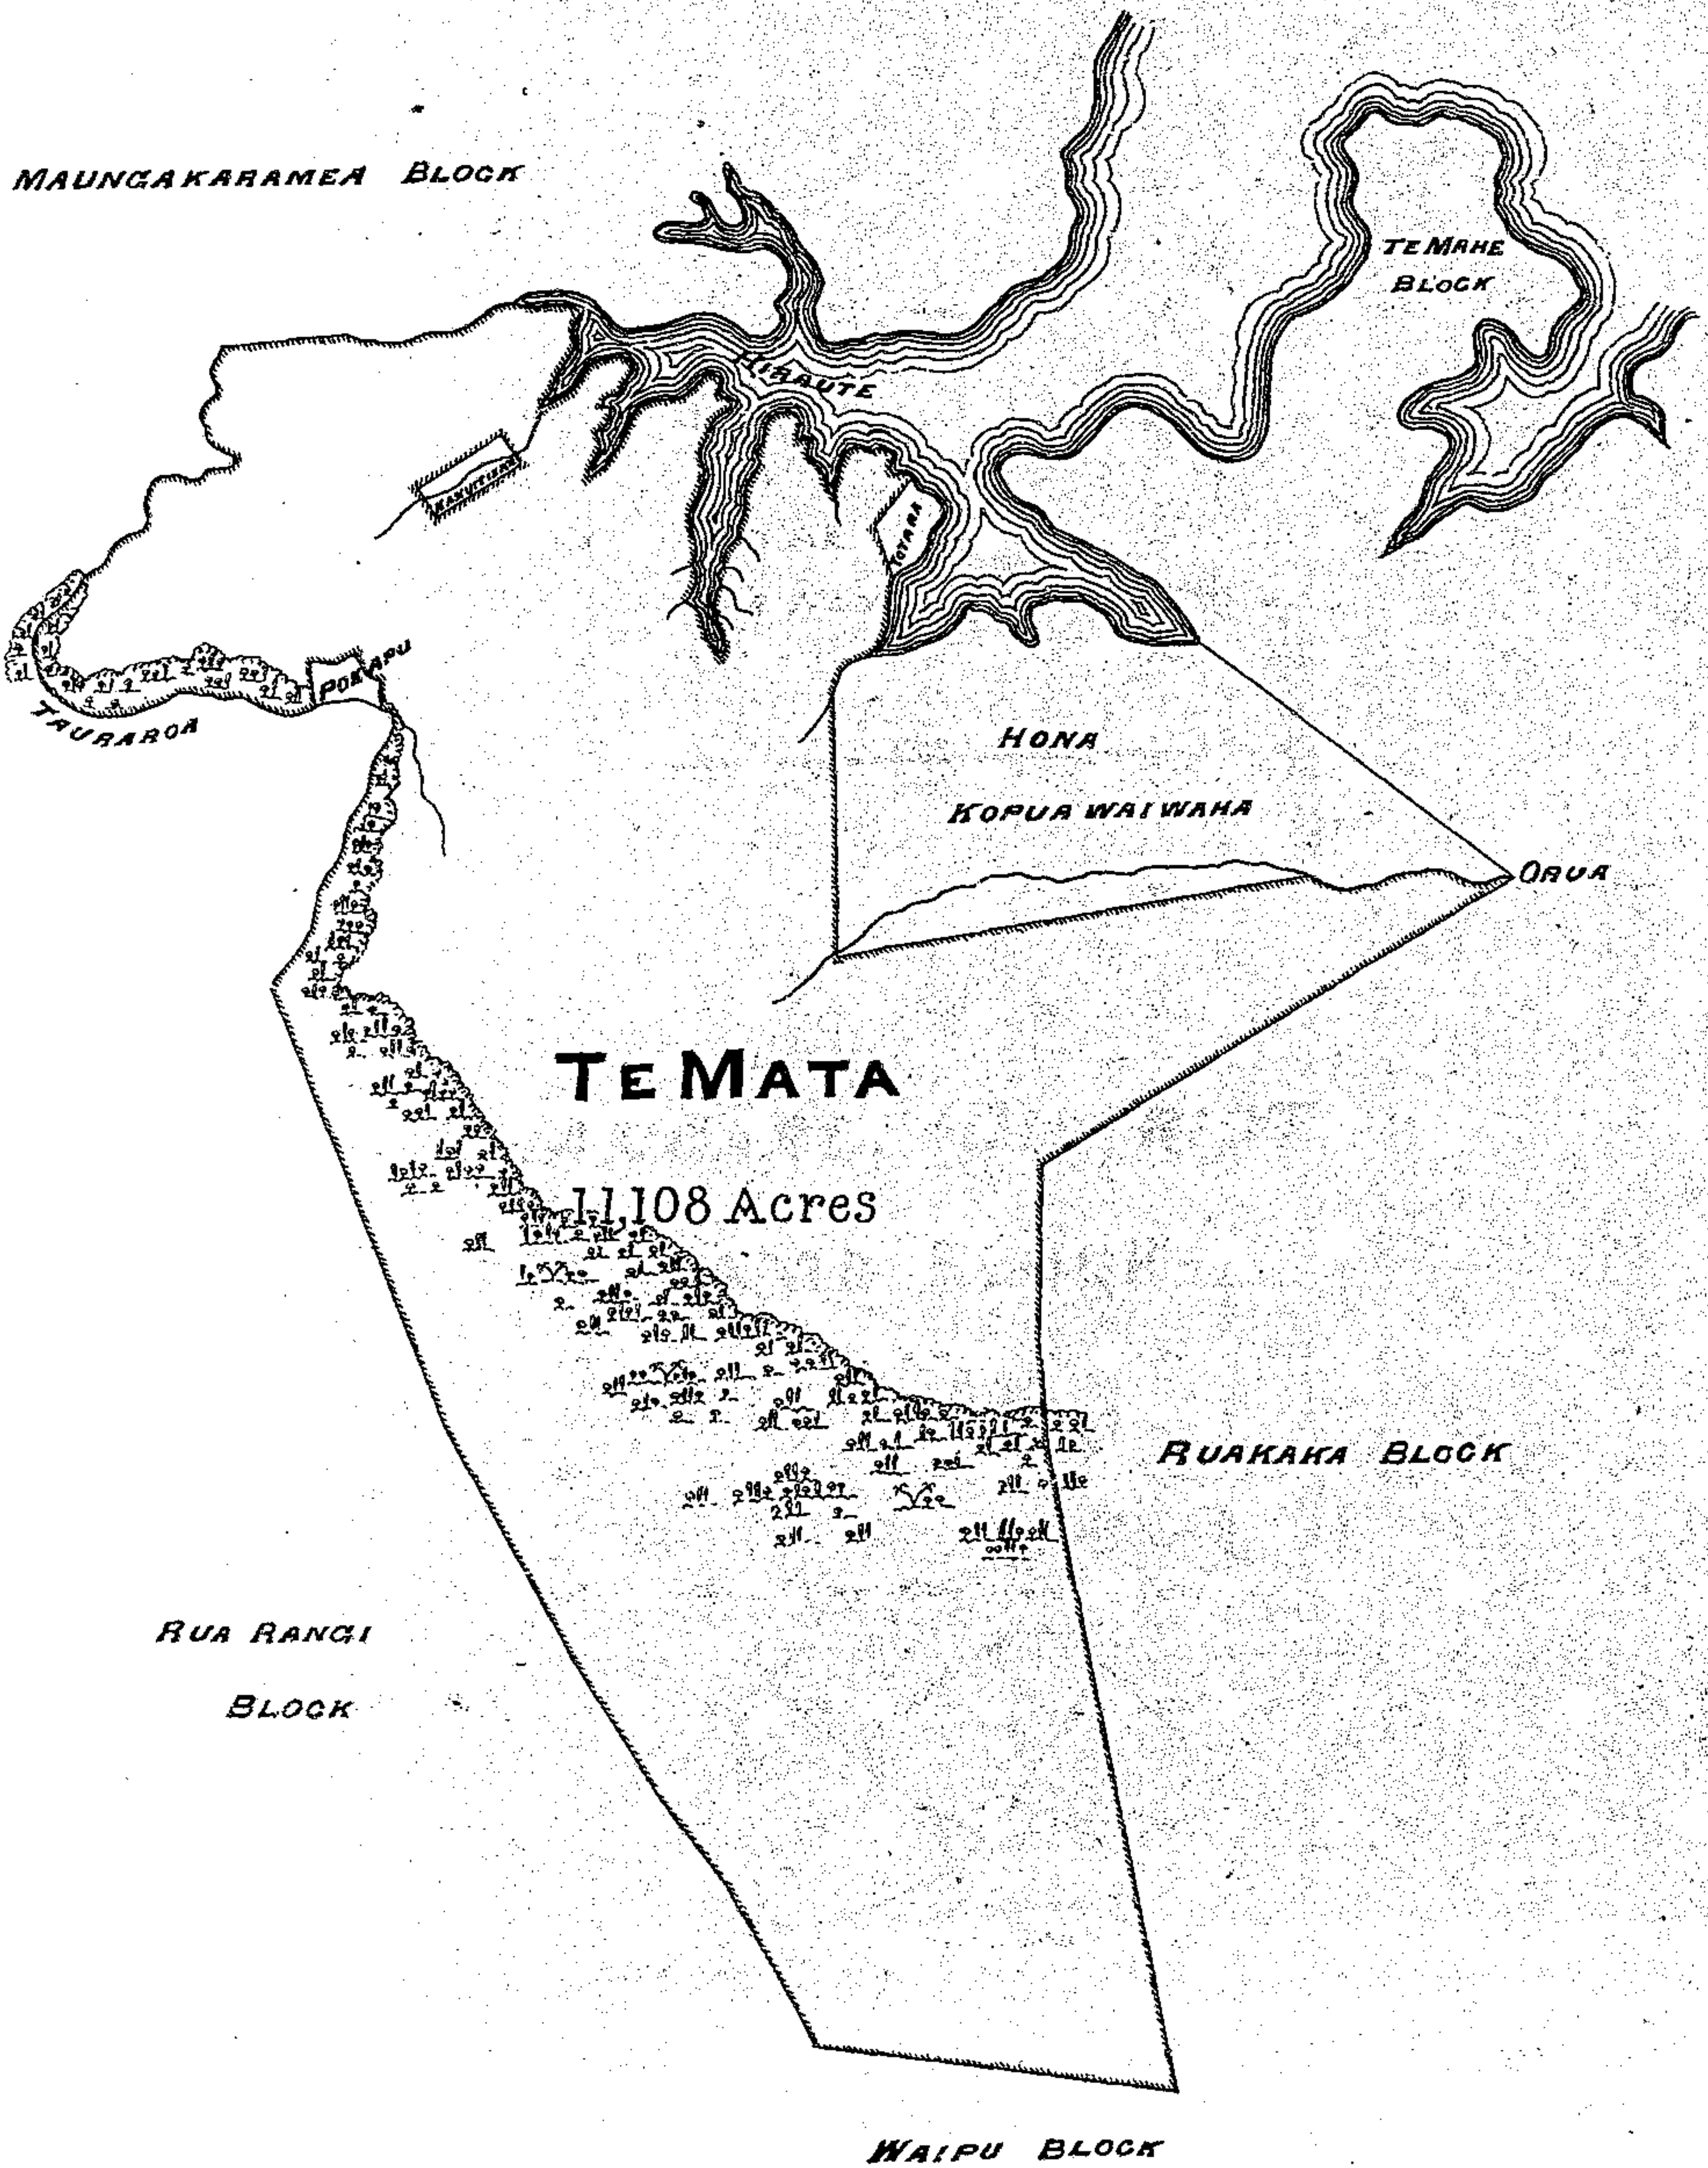 MAUNGAKARAMEA BLOCK
TE MAHE
BLOCK
HIRAUTE
TOTARA
POKAPU
TAURAROA
HONA
KOPUA WAIWAHA
ORUA
TE MATA
11,108 Acres
RUAKAKA BLOCK
RUA RANGI
BLOCK
WAIPU BLOCK